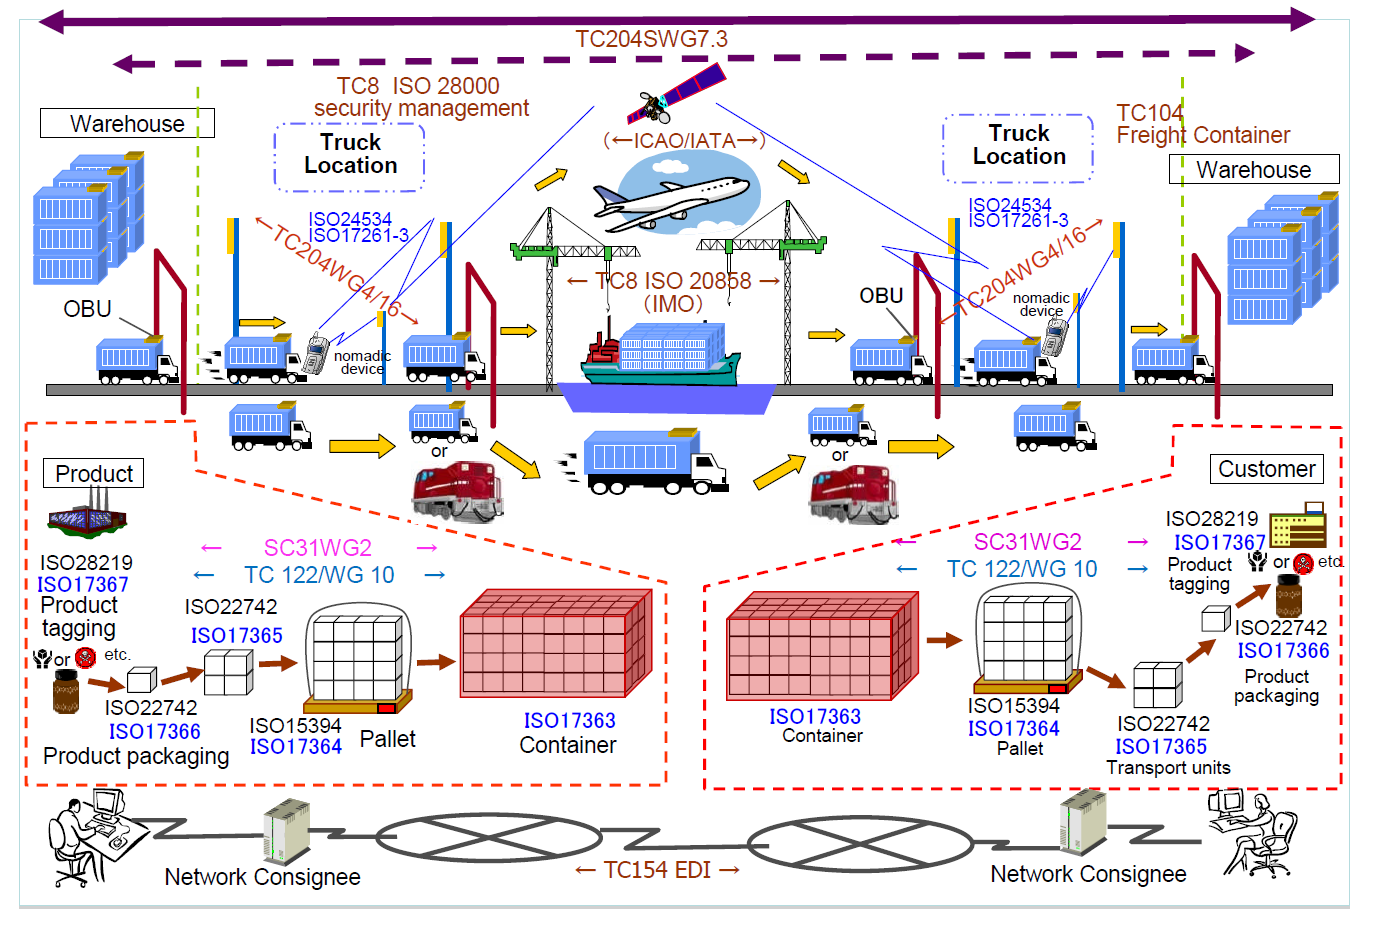 TC204SWG7.3
TC8 ISO 28000
security management
(←ICAO/IATA→)
TC104
Freight Container
Warehouse
Truck
Location
Truck
Location
Warehouse
ISO24534
ISO17261-3
TC204WG4/16
ISO24534
ISO17261-3
TC204WG4/16
← TC8 ISO 20858 →
(IMO)
OBU
nomadic
device
OBU
nomadic
device
or
or
Product
Customer
ISO28219
ISO17367
Product
tagging
or etc.
← SC31WG2 →
← TC 122/WG 10 →
ISO22742
ISO17365
ISO22742
ISO17366
Product packaging
ISO15394
ISO17364
Pallet
ISO17363
Container
← SC31WG2 →
← TC 122/WG 10 →
ISO28219
ISO17367
Product
tagging
or etc.
ISO22742
ISO17366
Product
packaging
ISO17363
Container
ISO15394
ISO17364
Pallet
ISO22742
ISO17365
Transport units
Network Consignee
← TC154 EDI →
Network Consignee